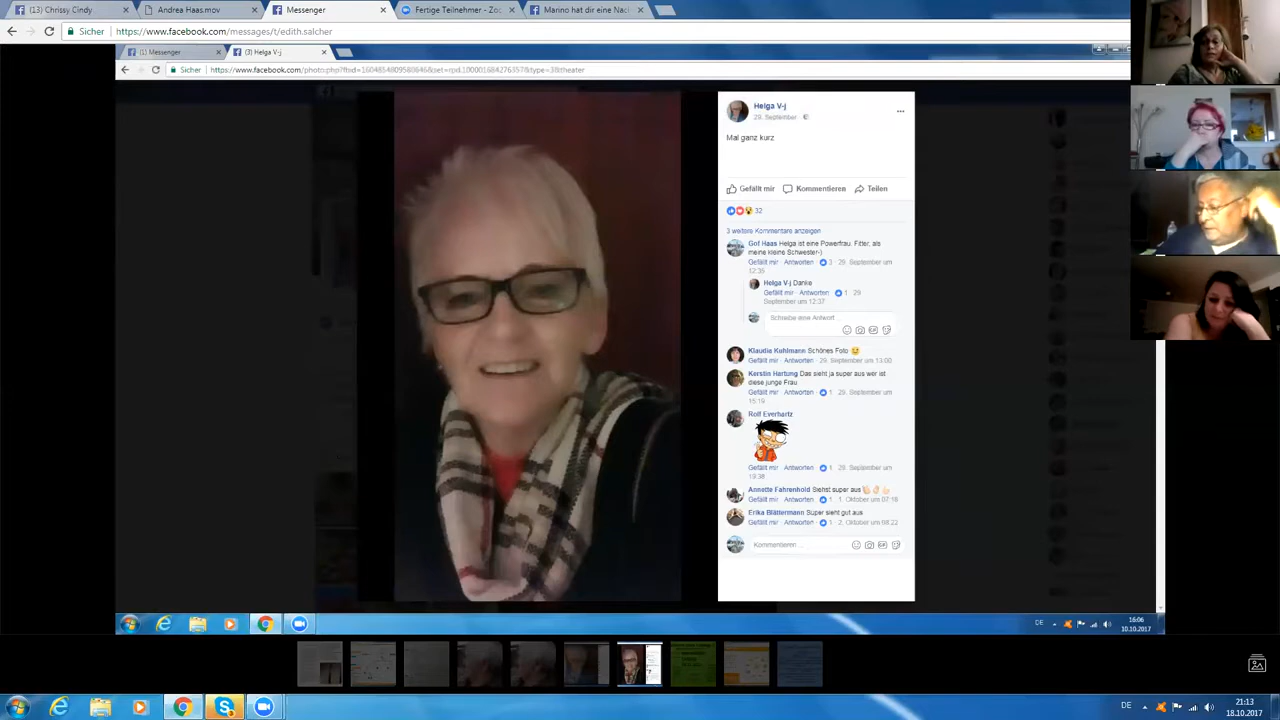 (13) Chrissy Cindy
Andrea Haas.mov
Messenger
Fertige Teilnehmer - Zoc
Marino hat dir eine Nac
Sicher
https://www.facebook.com/messages/t/edith.salcher
(1) Messenger
(3) Helga V-j
Sicher
Helga V-j
29. September
Mal ganz kurz
Gefällt mir Kommentieren Teilen
32
3 weitere Kommentare anzeigen
Gof Haas Helga ist eine Powerfrau. Fitter, als
meine kleine Schwester-)
Gefällt mir · Antworten · 3 · 29. September um
12:35
Helga V-j Danke
Gefällt mir · Antworten · 1 · 29.
September um 12:37
Schreibe eine Antwort ...
Klaudia Kuhlmann Schönes Foto 😉
Gefällt mir · Antworten · 29. September um 13:00
Kerstin Hartung Das sieht ja super aus wer ist
diese junge Frau
Gefällt mir · Antworten · 1 · 29. September um
15:19
Rolf Everhartz
Gefällt mir · Antworten · 1 · 29. September um
19:38
Annette Fahrenhold Siehst super aus
Gefällt mir · Antworten · 1 · 1. Oktober um 07:18
Erika Blättermann Super sieht gut aus
Gefällt mir · Antworten · 1 · 2. Oktober um 08:22
Kommentieren ...
DE
16:06
10.10.2017
DE
21:13
18.10.2017